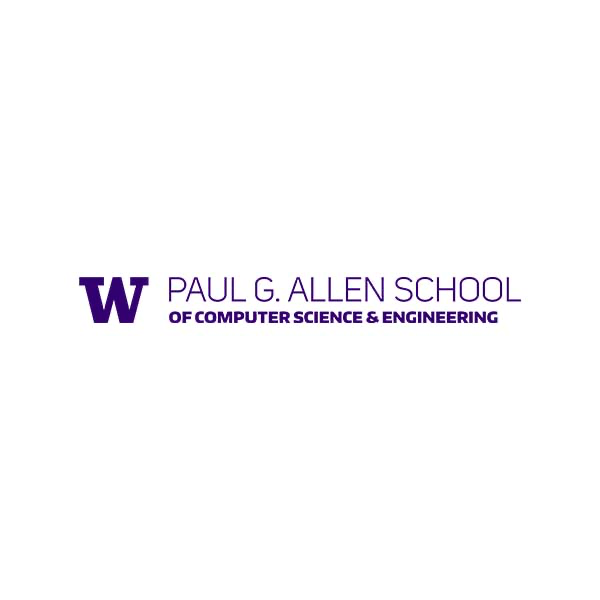 W
PAUL G. ALLEN SCHOOL
OF COMPUTER SCIENCE & ENGINEERING